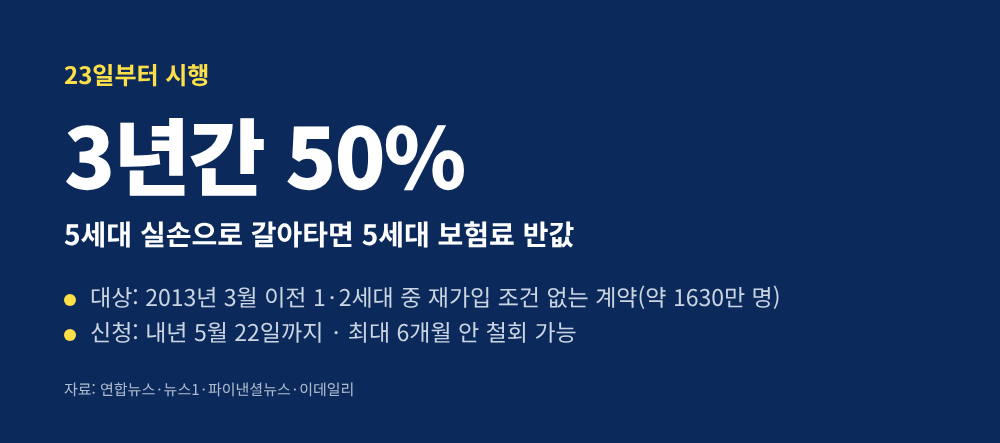 23일부터 시행
3년간 50%
5세대 실손으로 갈아타면 5세대 보험료 반값
대상: 2013년 3월 이전 1·2세대 중 재가입 조건 없는 계약(약 1630만 명)
신청: 내년 5월 22일까지 · 최대 6개월 안 철회 가능
자료: 연합뉴스·뉴스1·파이낸셜뉴스·이데일리